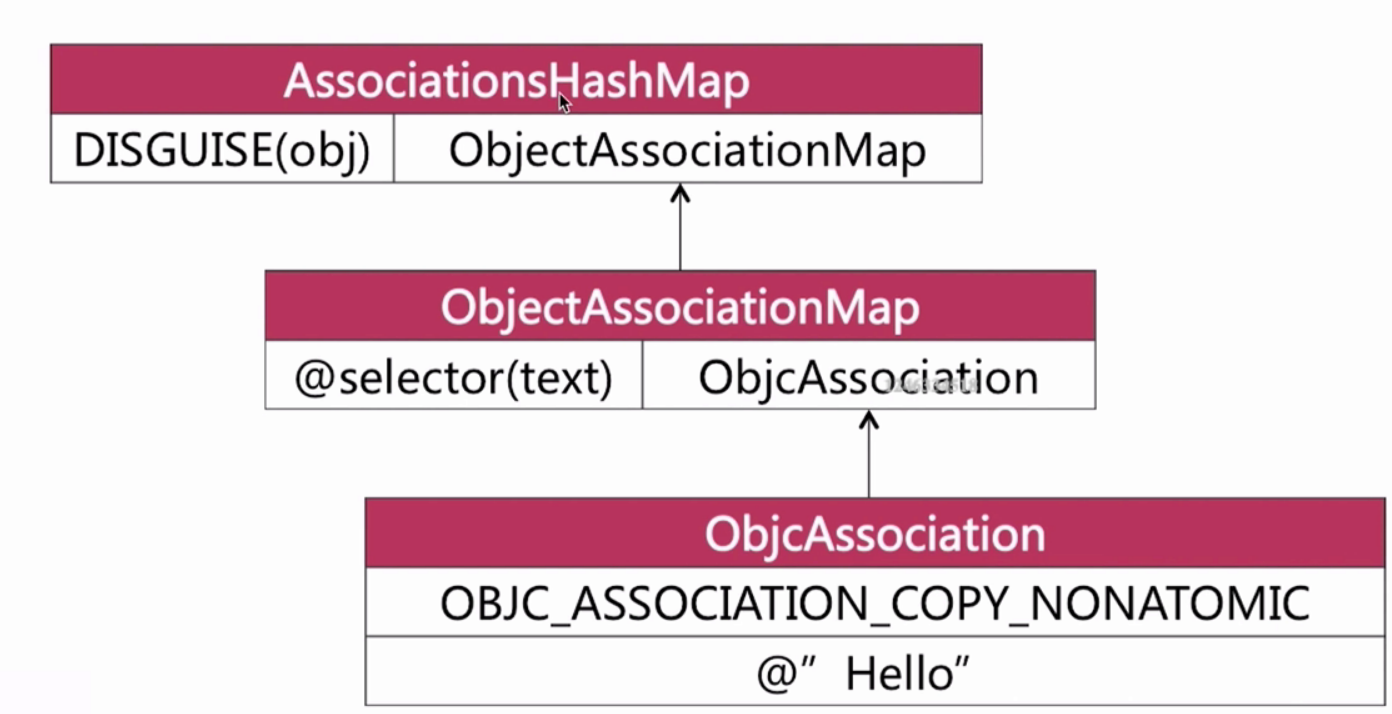 AssociationsHashMap
DISGUISE(obj) ObjectAssociationMap
ObjectAssociationMap
@selector(text) ObjcAssociation
ObjcAssociation
OBJC_ASSOCIATION_COPY_NONATOMIC
@” Hello”